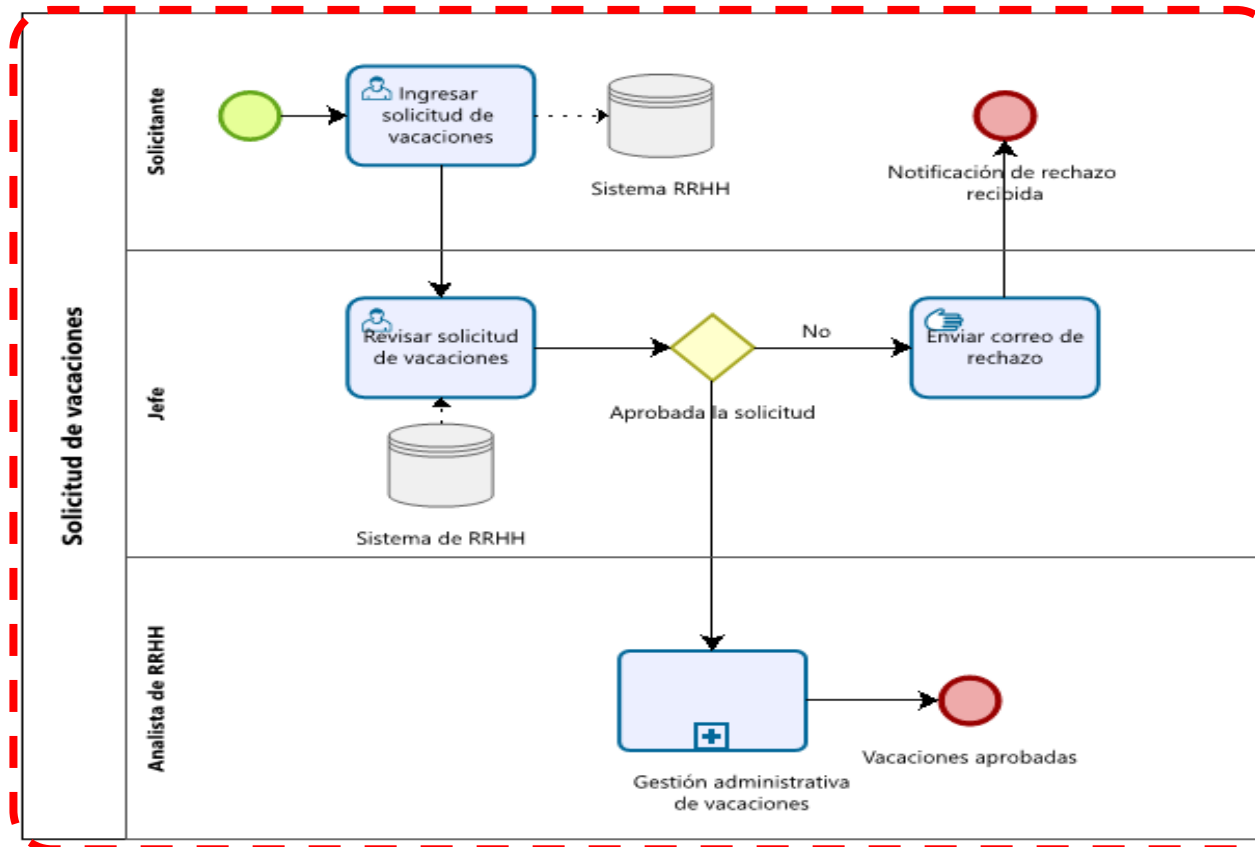 Solicitud de vacaciones
Solicitante
Ingresar
solicitud de
vacaciones
Sistema RRHH
Notificación de rechazo
recibida
Jefe
Revisar solicitud
de vacaciones
No
Enviar correo de
rechazo
Aprobada la solicitud
Sistema de RRHH
Analista de RRHH
Gestión administrativa
de vacaciones
Vacaciones aprobadas